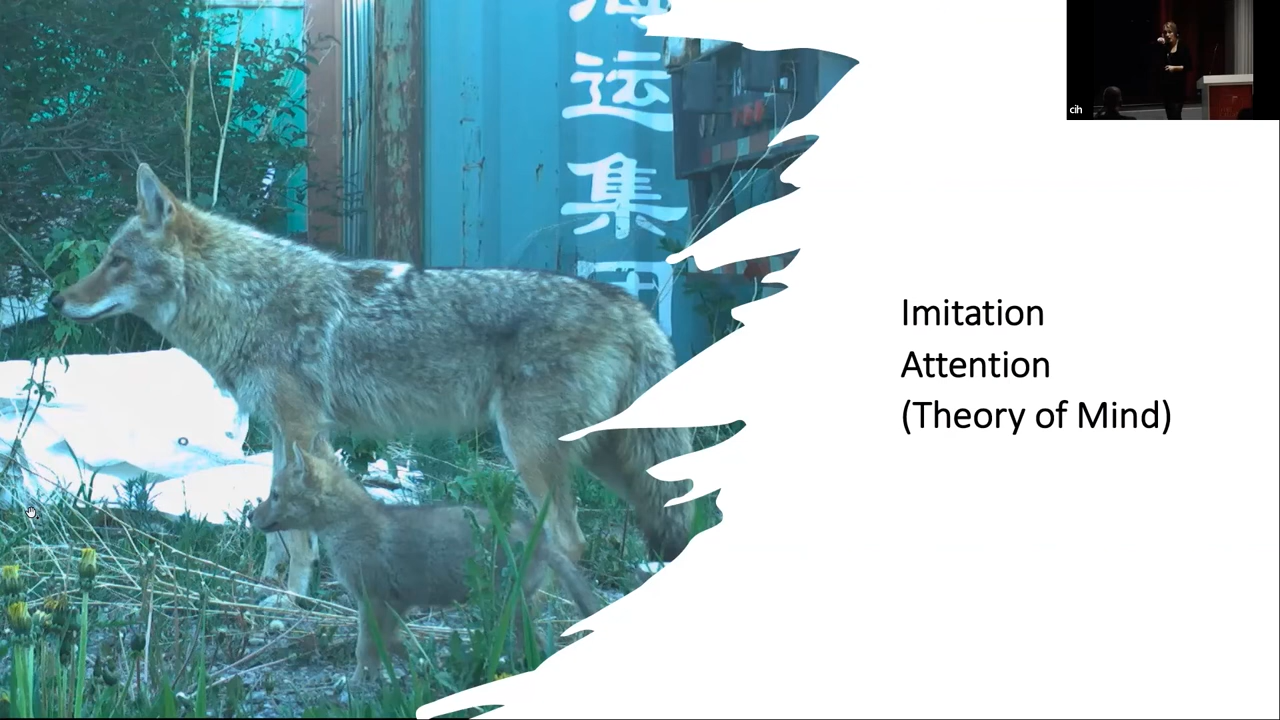 运
集
cih
Imitation
Attention
(Theory of Mind)